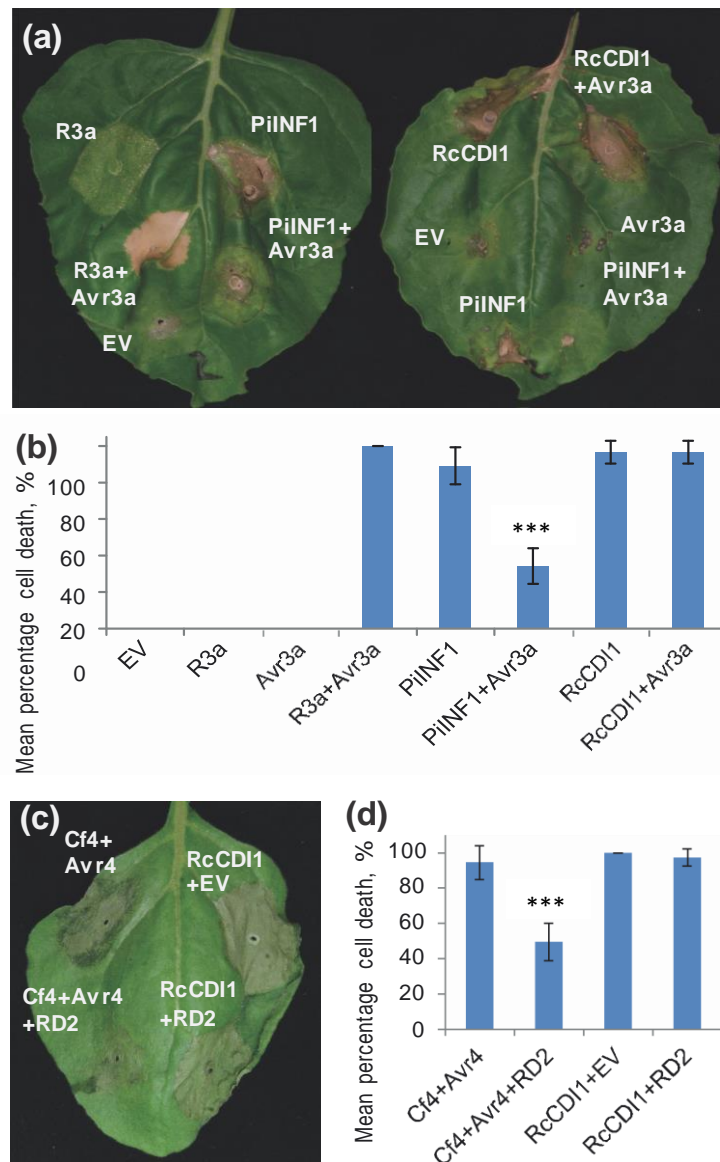 (a)
R3a
PiINF1
PiINF1+
Avr3a
R3a+
Avr3a
EV
RcCDI1
+Avr3a
RcCDI1
EV
Avr3a
PiINF1+
Avr3a
PiINF1
(b)
Mean percentage cell death, %
100
80
60
40
20
0
***
EV
R3a
Avr3a
R3a+Avr3a
PiINF1
PiINF1+Avr3a
RcCDI1
RcCDI1+Avr3a
(c)
Cf4+
Avr4
RcCDI1
+EV
Cf4+Avr4
+RD2
RcCDI1
+RD2
(d)
Mean percentage cell death, %
100
80
60
40
20
0
***
Cf4+Avr4
Cf4+Avr4+RD2
RcCDI1+EV
RcCDI1+RD2